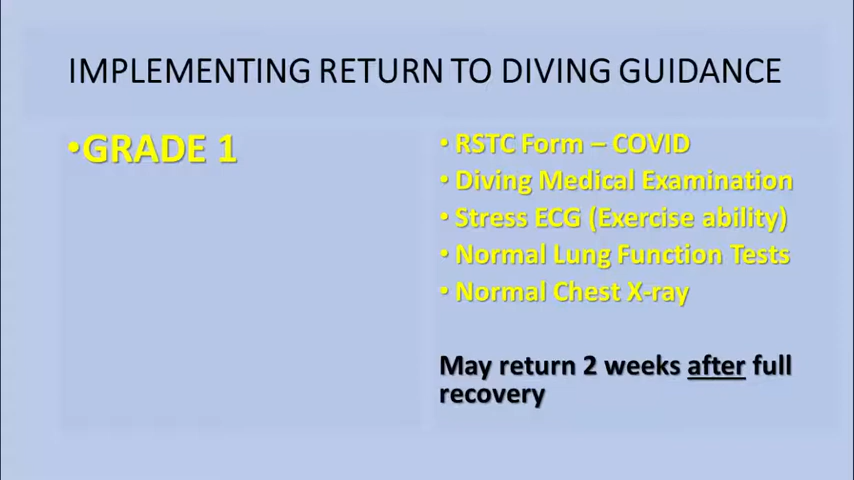 IMPLEMENTING RETURN TO DIVING GUIDANCE
•GRADE 1
• RSTC Form – COVID
• Diving Medical Examination
• Stress ECG (Exercise ability)
• Normal Lung Function Tests
• Normal Chest X-ray
May return 2 weeks after full
recovery